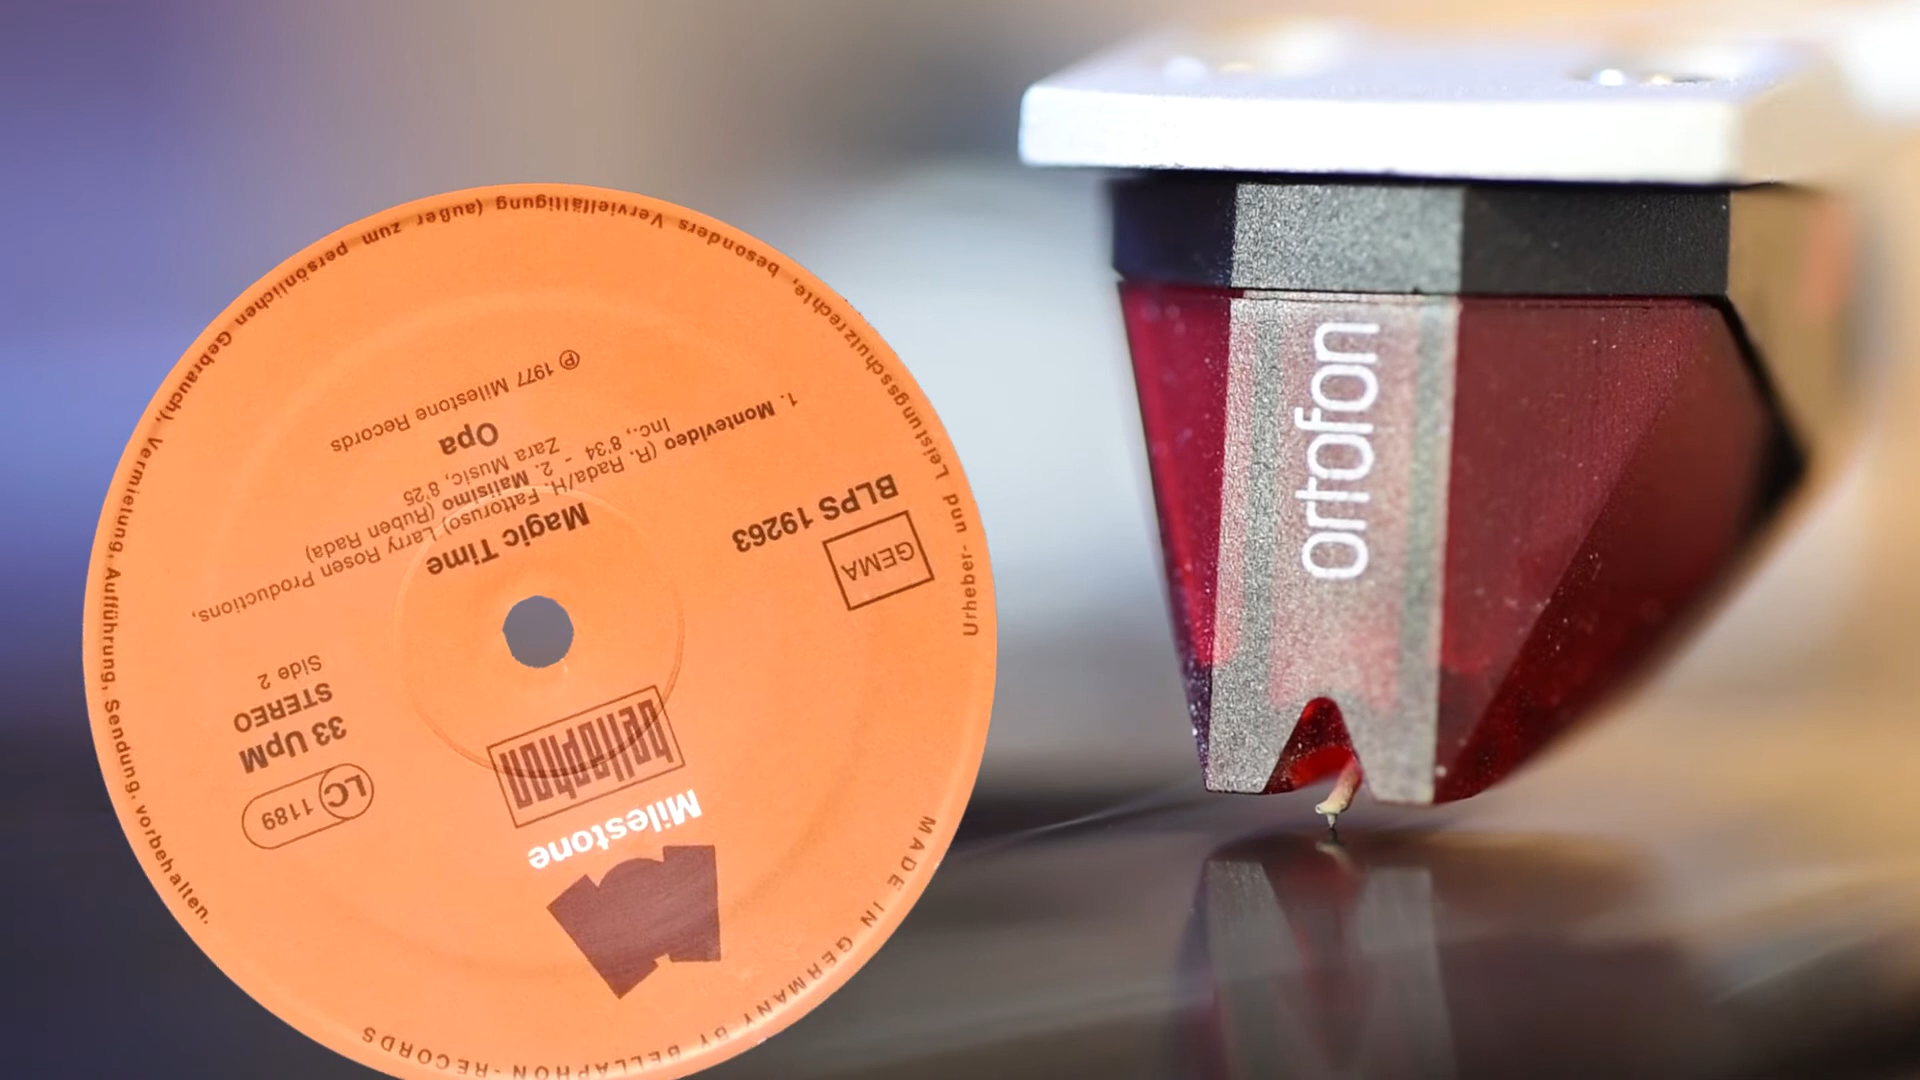 MADE IN GERMANY BY BELLAPHON-RECORDS
Milestone
bellaphon
LC 1189
33 UpM
STEREO
Side 2
GEMA
BLPS 19263
Magic Time
1. Montevideo (R. Rada/H. Fattoruso) Larry Rosen Productions,
Inc., 8'34 - 2. Malisimo (Ruben Rada)
Zara Music, 8'25
Opa
℗ 1977 Milestone Records
Urheber- und Leistungsschutzrechte, besonders Vervielfältigung (außer zum persönlichen Gebrauch), Vermietung, Aufführung, Sendung, vorbehalten.
ortofon